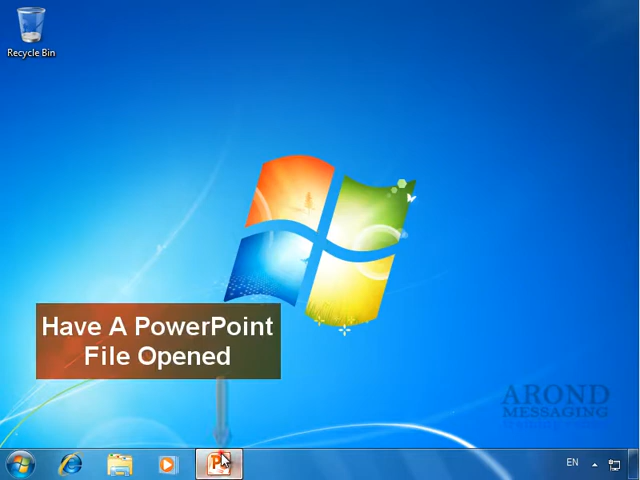 Recycle Bin
Have A PowerPoint
File Opened
AROND
MESSAGING
EN